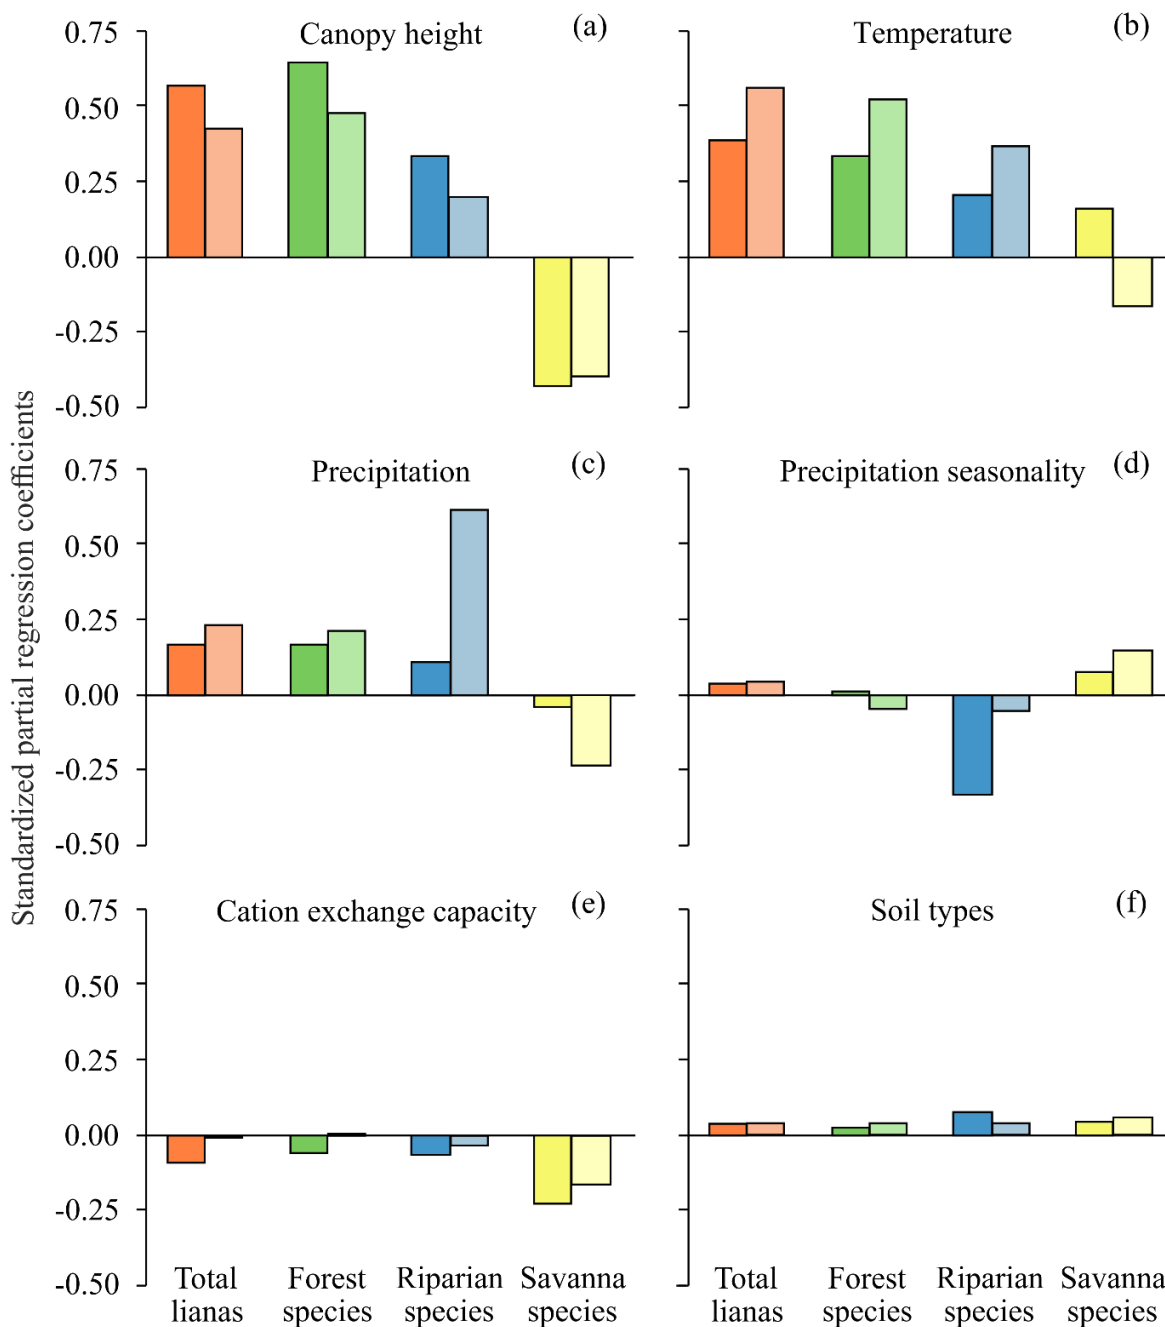 Standardized partial regression coefficients
Canopy height (a)
0.75
0.50
0.25
0.00
-0.25
-0.50
Temperature (b)
Precipitation (c)
0.75
0.50
0.25
0.00
-0.25
-0.50
Precipitation seasonality (d)
Cation exchange capacity (e)
0.75
0.50
0.25
0.00
-0.25
-0.50
Total lianas
Forest species
Riparian species
Savanna species
Soil types (f)
Total lianas
Forest species
Riparian species
Savanna species